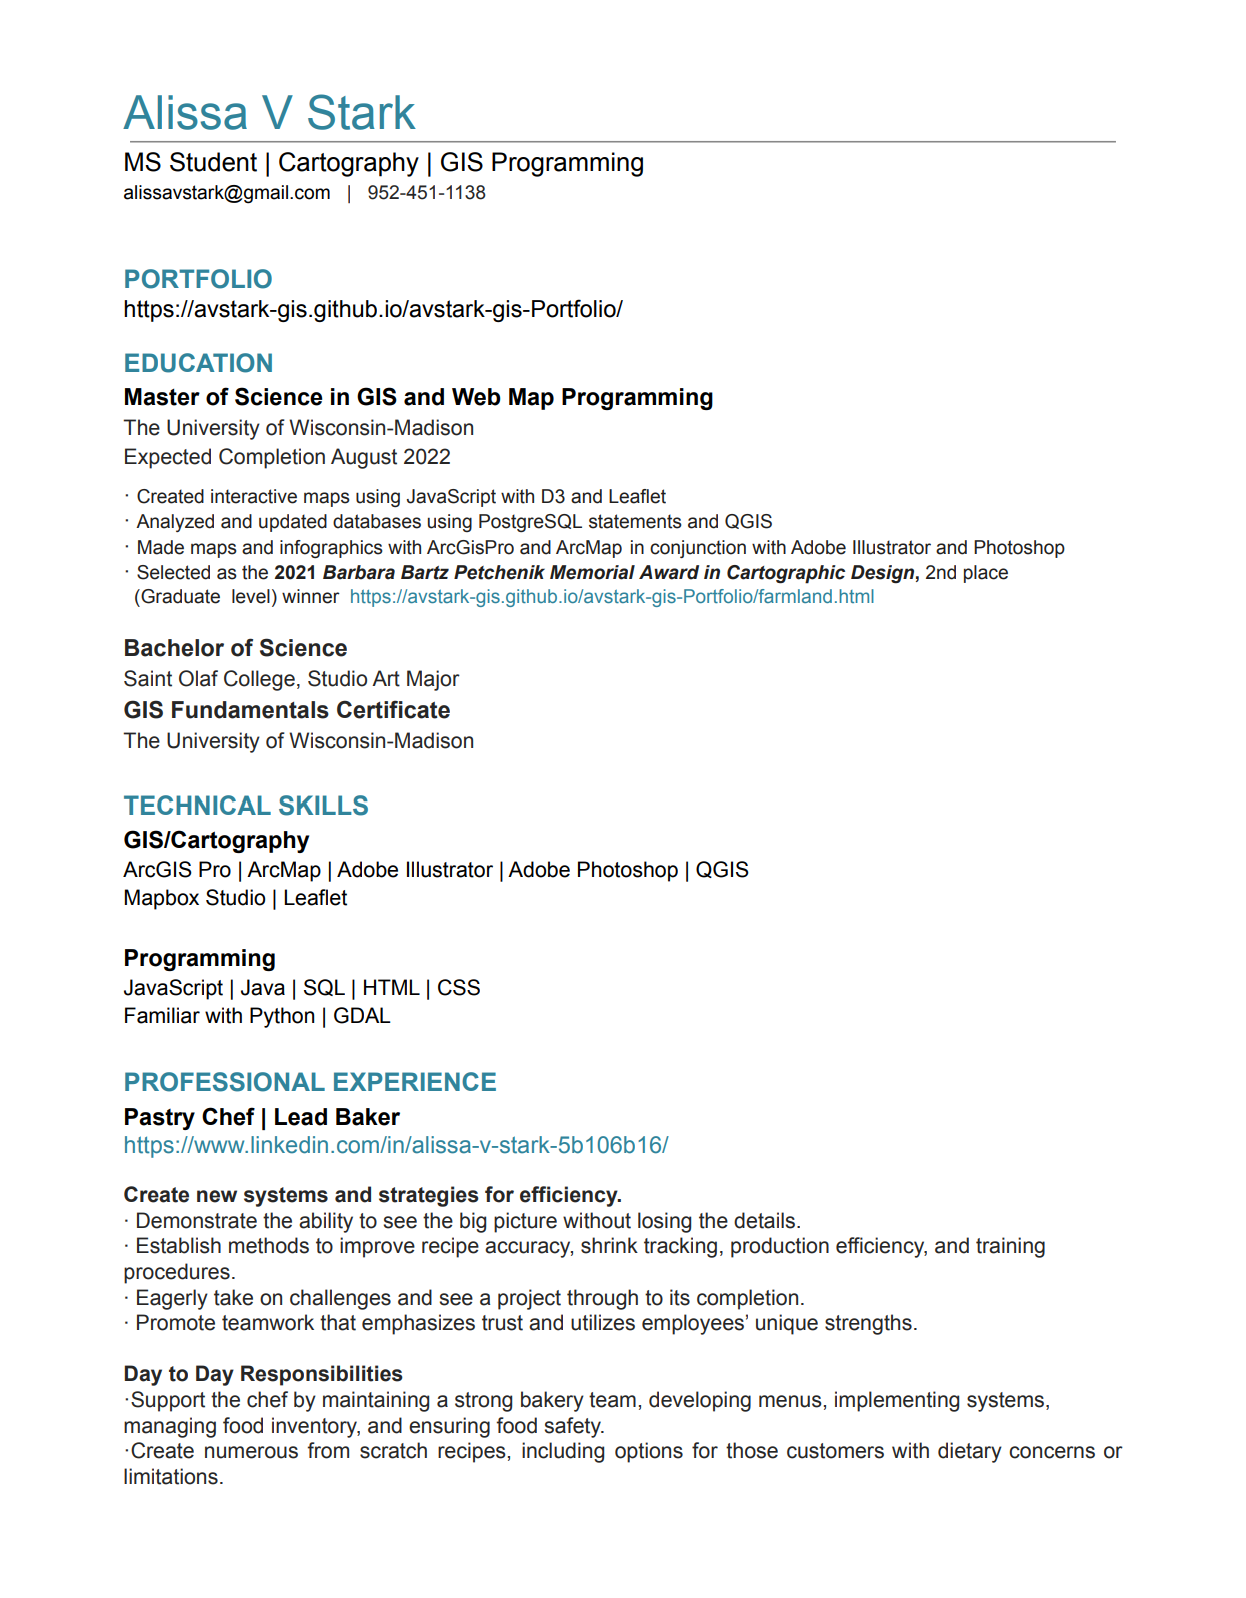 Alissa V Stark
MS Student | Cartography | GIS Programming
alissavstark@gmail.com | 952-451-1138
PORTFOLIO
https://avstark-gis.github.io/avstark-gis-Portfolio/
EDUCATION
Master of Science in GIS and Web Map Programming
The University of Wisconsin-Madison
Expected Completion August 2022
· Created interactive maps using JavaScript with D3 and Leaflet
· Analyzed and updated databases using PostgreSQL statements and QGIS
· Made maps and infographics with ArcGisPro and ArcMap in conjunction with Adobe Illustrator and Photoshop
· Selected as the 2021 Barbara Bartz Petchenik Memorial Award in Cartographic Design, 2nd place
(Graduate level) winner https://avstark-gis.github.io/avstark-gis-Portfolio/farmland.html
Bachelor of Science
Saint Olaf College, Studio Art Major
GIS Fundamentals Certificate
The University of Wisconsin-Madison
TECHNICAL SKILLS
GIS/Cartography
ArcGIS Pro | ArcMap | Adobe Illustrator | Adobe Photoshop | QGIS
Mapbox Studio | Leaflet
Programming
JavaScript | Java | SQL | HTML | CSS
Familiar with Python | GDAL
PROFESSIONAL EXPERIENCE
Pastry Chef | Lead Baker
https://www.linkedin.com/in/alissa-v-stark-5b106b16/
Create new systems and strategies for efficiency.
· Demonstrate the ability to see the big picture without losing the details.
· Establish methods to improve recipe accuracy, shrink tracking, production efficiency, and training
procedures.
· Eagerly take on challenges and see a project through to its completion.
· Promote teamwork that emphasizes trust and utilizes employees’ unique strengths.
Day to Day Responsibilities
·Support the chef by maintaining a strong bakery team, developing menus, implementing systems,
managing food inventory, and ensuring food safety.
·Create numerous from scratch recipes, including options for those customers with dietary concerns or
limitations.